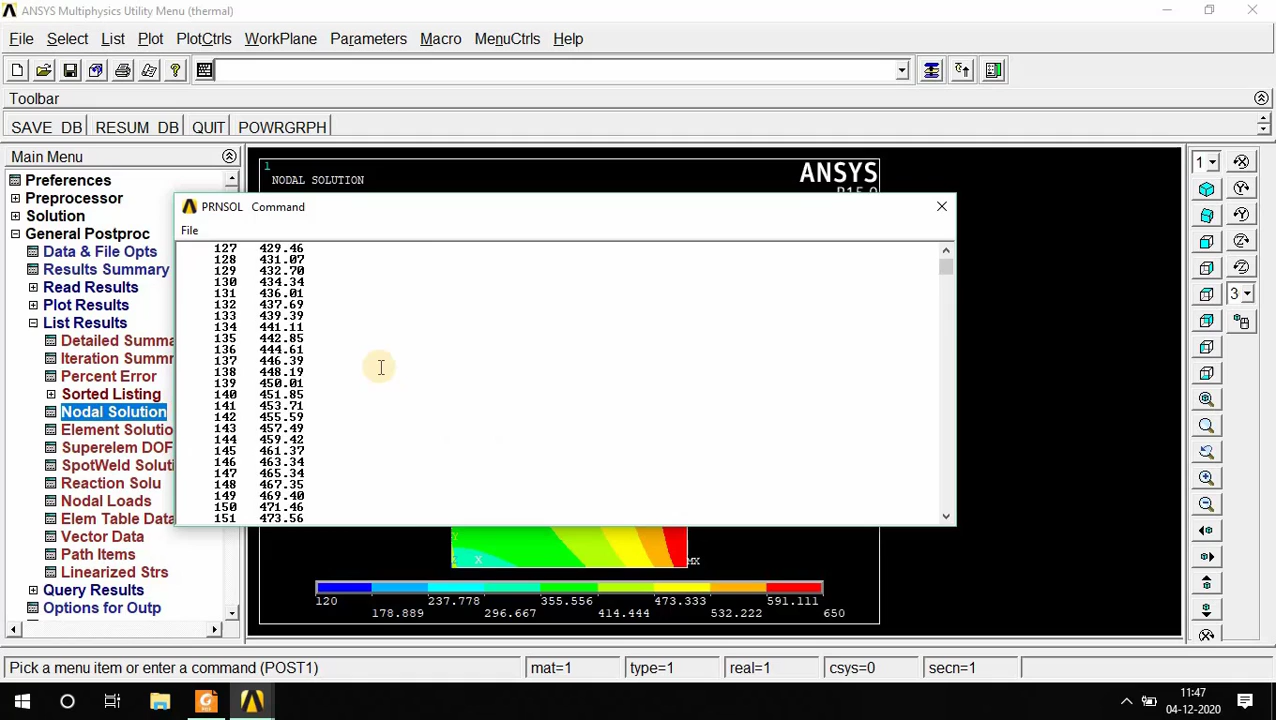 ANSYS Multiphysics Utility Menu (thermal)
File Select List Plot PlotCtrls WorkPlane Parameters Macro MenuCtrls Help
Toolbar
SAVE_DB RESUM_DB QUIT POWRGRPH
Main Menu
Preferences
Preprocessor
Solution
General Postproc
Data & File Opts
Results Summary
Read Results
Plot Results
List Results
Detailed Summa
Iteration Summr
Percent Error
Sorted Listing
Nodal Solution
Element Solutio
Superelem DOF
SpotWeld Soluti
Reaction Solu
Nodal Loads
Elem Table Data
Vector Data
Path Items
Linearized Strs
Query Results
Options for Outp
1
NODAL SOLUTION
ANSYS
R15.0
PRNSOL Command
File
127 429.46
128 431.07
129 432.70
130 434.34
131 436.01
132 437.69
133 439.39
134 441.11
135 442.85
136 444.61
137 446.39
138 448.19
139 450.01
140 451.85
141 453.71
142 455.59
143 457.49
144 459.42
145 461.37
146 463.34
147 465.34
148 467.35
149 469.40
150 471.46
151 473.56
Y
X
MX
120 237.778 355.556 473.333 591.111
178.889 296.667 414.444 532.222 650
1
3
Pick a menu item or enter a command (POST1)
mat=1 type=1 real=1 csys=0 secn=1
11:47
04-12-2020